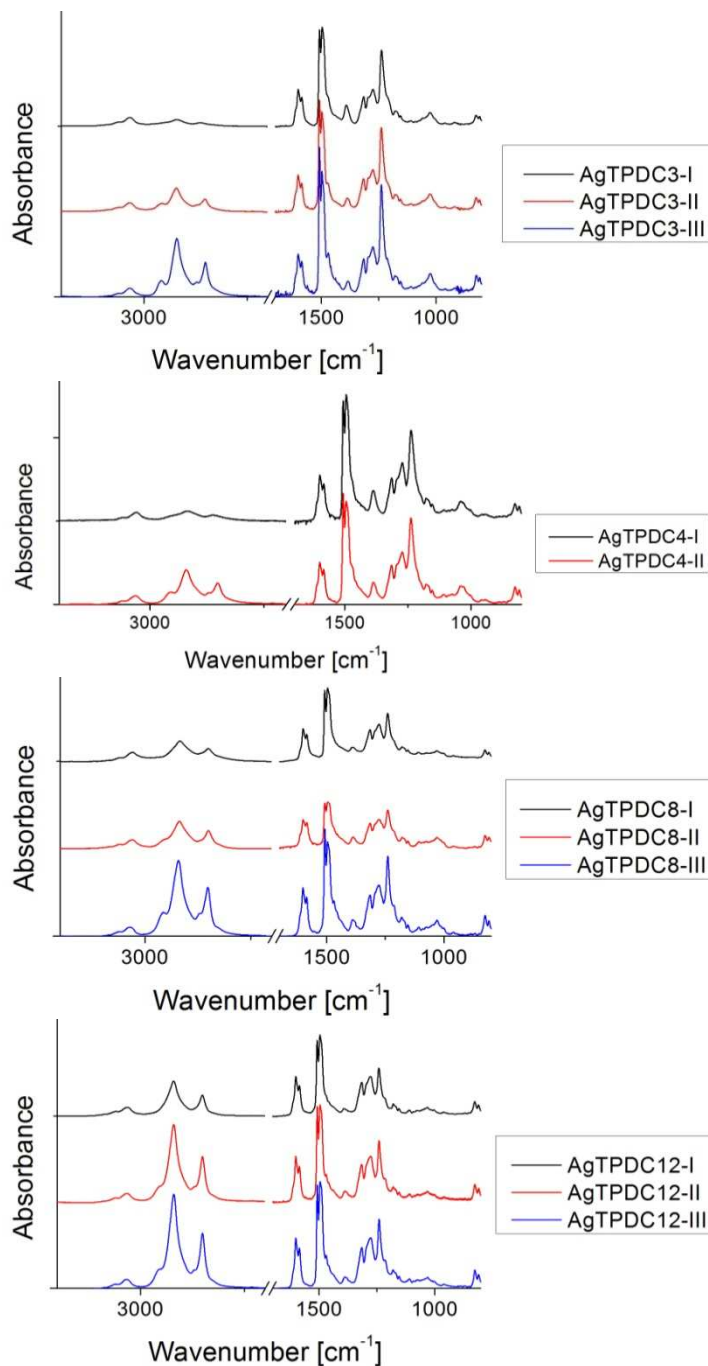 Absorbance
AgTPDC3-I
AgTPDC3-II
AgTPDC3-III
3000
1500
1000
Wavenumber [cm⁻¹]
Absorbance
AgTPDC4-I
AgTPDC4-II
3000
1500
1000
Wavenumber [cm⁻¹]
Absorbance
AgTPDC8-I
AgTPDC8-II
AgTPDC8-III
3000
1500
1000
Wavenumber [cm⁻¹]
Absorbance
AgTPDC12-I
AgTPDC12-II
AgTPDC12-III
3000
1500
1000
Wavenumber [cm⁻¹]